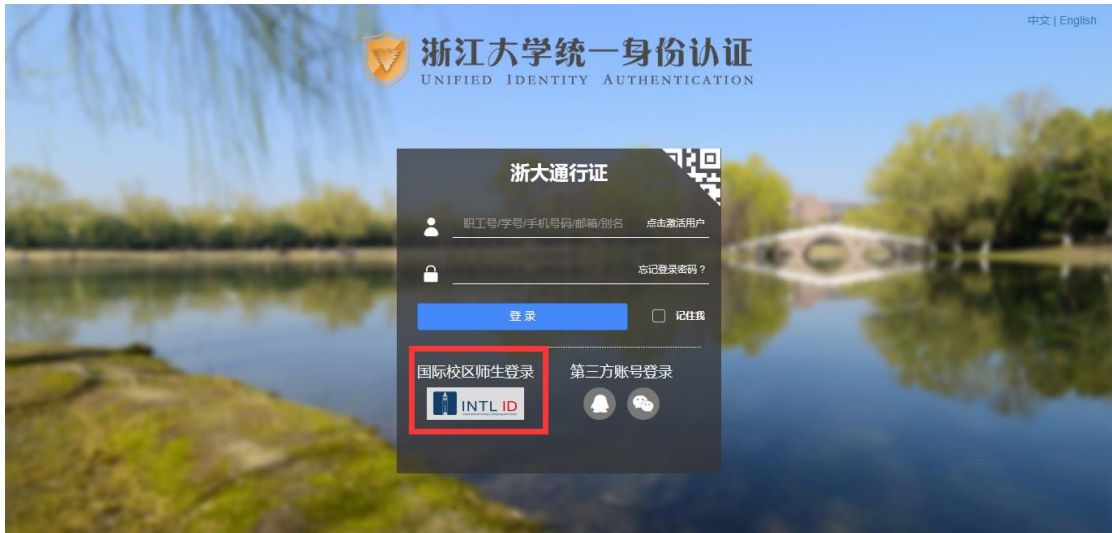 中文 | English
浙江大学统一身份认证
UNIFIED IDENTITY AUTHENTICATION
浙大通行证
职工号/学号/手机号码/邮箱/别名 点击激活用户
忘记登录密码？
登 录 记住我
国际校区师生登录 第三方账号登录
INTL ID